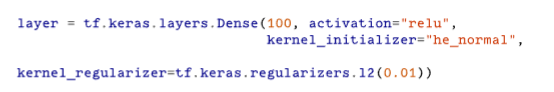 layer = tf.keras.layers.Dense(100, activation="relu",
                              kernel_initializer="he_normal",
kernel_regularizer=tf.keras.regularizers.l2(0.01))